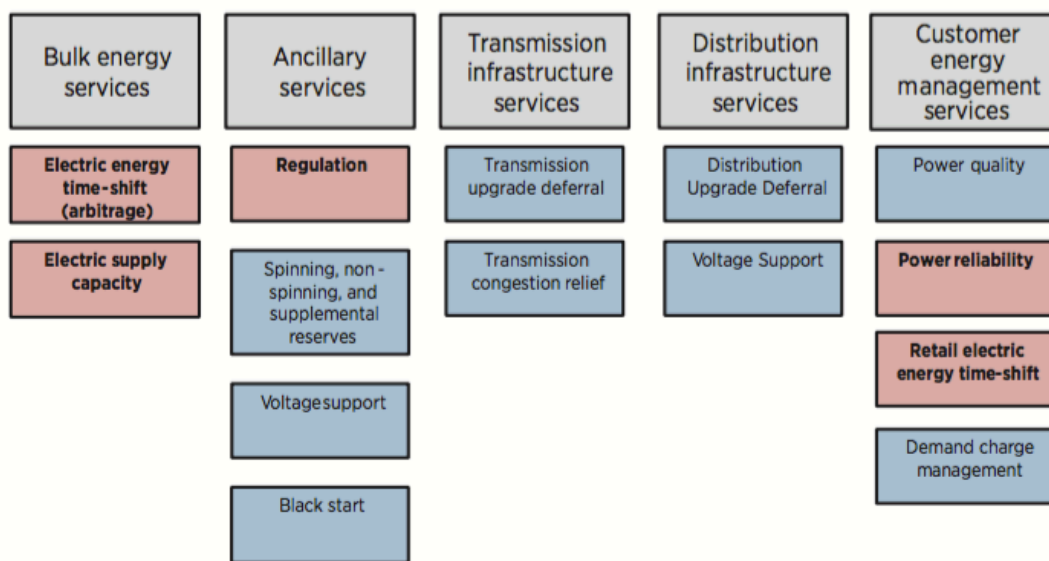 Bulk energy
services
Ancillary
services
Transmission
infrastructure
services
Distribution
infrastructure
services
Customer
energy
management
services
Electric energy
time-shift
(arbitrage)
Electric supply
capacity
Regulation
Spinning, non-
spinning, and
supplemental
reserves
Voltage support
Black start
Transmission
upgrade deferral
Transmission
congestion relief
Distribution
Upgrade Deferral
Voltage Support
Power quality
Power reliability
Retail electric
energy time-shift
Demand charge
management